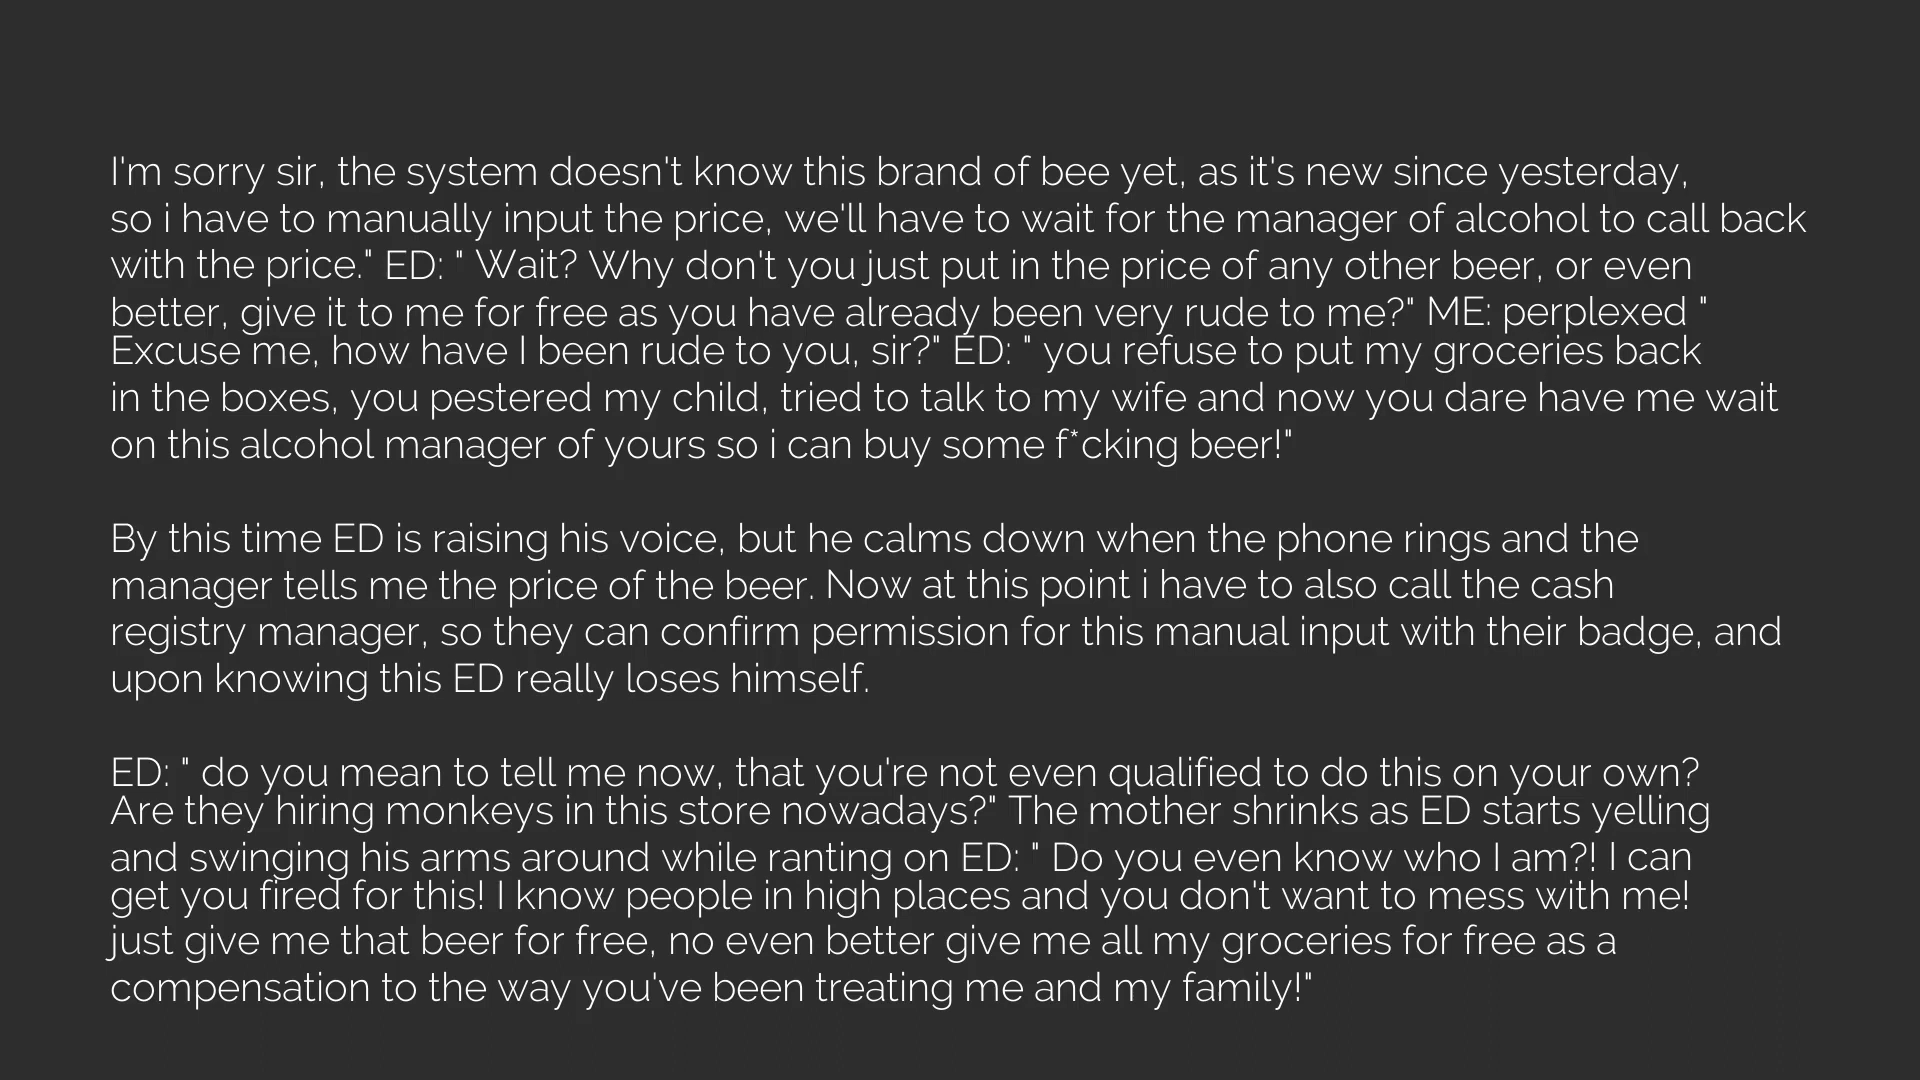 I'm sorry sir, the system doesn't know this brand of bee yet, as it's new since yesterday,
so i have to manually input the price, we'll have to wait for the manager of alcohol to call back
with the price." ED: " Wait? Why don't you just put in the price of any other beer, or even
better, give it to me for free as you have already been very rude to me?" ME: perplexed "
Excuse me, how have I been rude to you, sir?" ED: " you refuse to put my groceries back
in the boxes, you pestered my child, tried to talk to my wife and now you dare have me wait
on this alcohol manager of yours so i can buy some f*cking beer!"
By this time ED is raising his voice, but he calms down when the phone rings and the
manager tells me the price of the beer. Now at this point i have to also call the cash
registry manager, so they can confirm permission for this manual input with their badge, and
upon knowing this ED really loses himself.
ED: " do you mean to tell me now, that you're not even qualified to do this on your own?
Are they hiring monkeys in this store nowadays?" The mother shrinks as ED starts yelling
and swinging his arms around while ranting on ED: " Do you even know who I am?! I can
get you fired for this! I know people in high places and you don't want to mess with me!
just give me that beer for free, no even better give me all my groceries for free as a
compensation to the way you've been treating me and my family!"